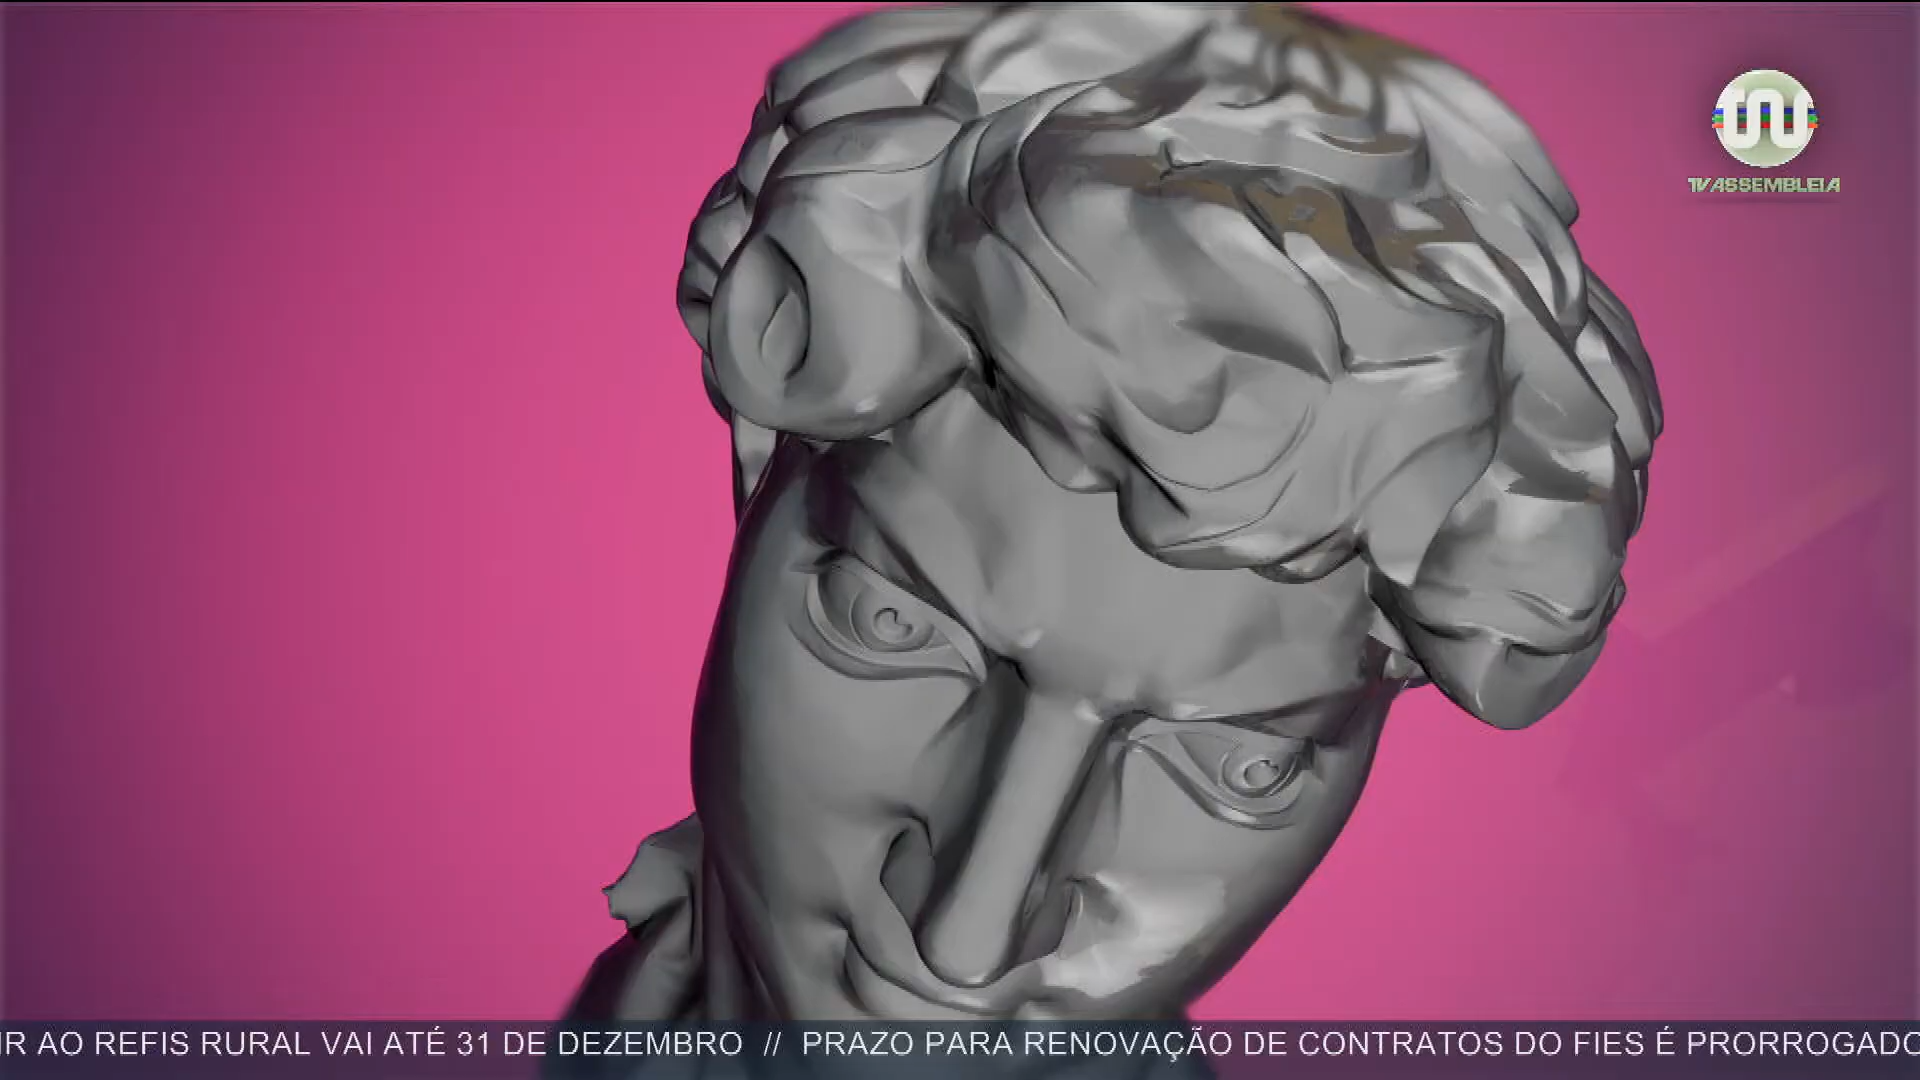 TV ASSEMBLEIA
IR AO REFIS RURAL VAI ATÉ 31 DE DEZEMBRO // PRAZO PARA RENOVAÇÃO DE CONTRATOS DO FIES É PRORROGADO